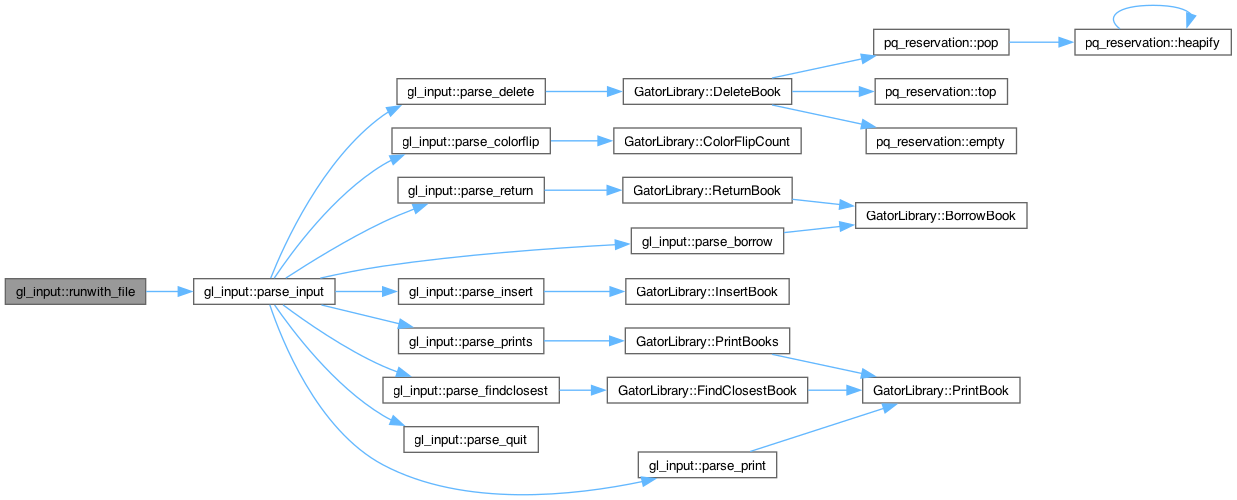 pq_reservation::pop
pq_reservation::heapify
gl_input::parse_delete
GatorLibrary::DeleteBook
pq_reservation::top
gl_input::parse_colorflip
GatorLibrary::ColorFlipCount
pq_reservation::empty
gl_input::parse_return
GatorLibrary::ReturnBook
GatorLibrary::BorrowBook
gl_input::parse_borrow
gl_input::runwith_file
gl_input::parse_input
gl_input::parse_insert
GatorLibrary::InsertBook
gl_input::parse_prints
GatorLibrary::PrintBooks
gl_input::parse_findclosest
GatorLibrary::FindClosestBook
GatorLibrary::PrintBook
gl_input::parse_quit
gl_input::parse_print